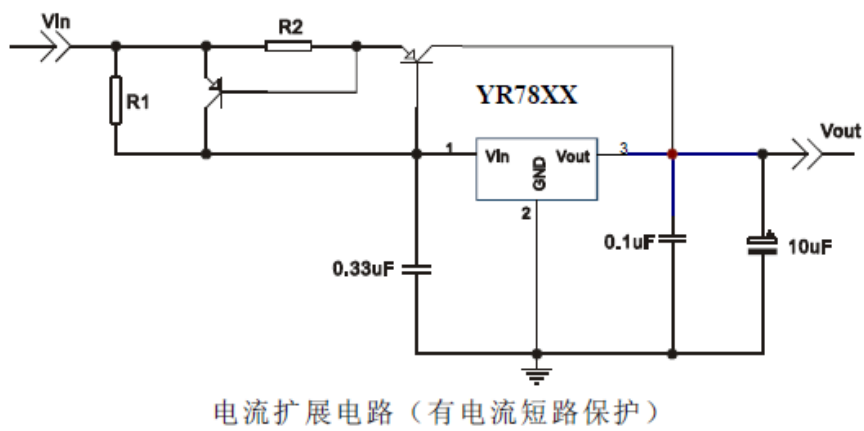 VIn
R2
R1
YR78XX
1
VIn
Vout
3
Vout
GND
2
0.33uF
0.1uF
10uF
电流扩展电路（有电流短路保护）